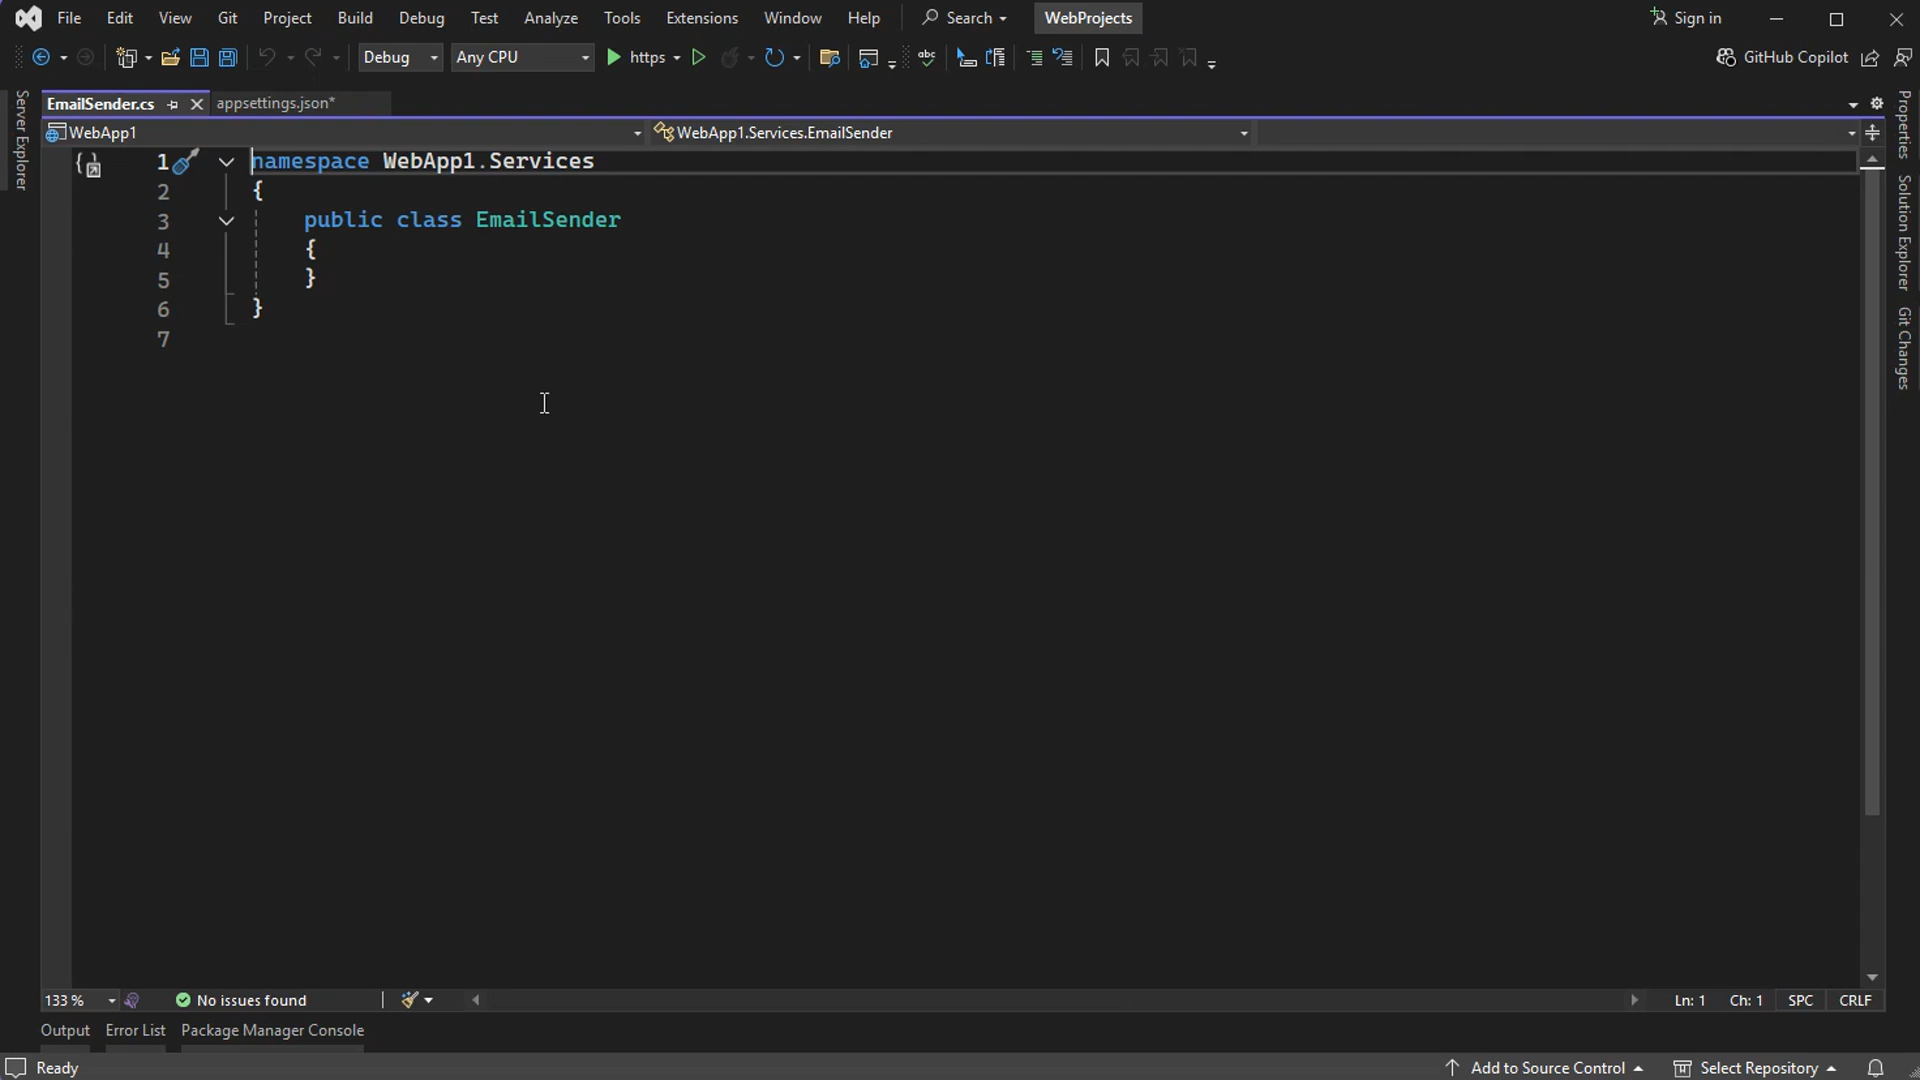 File Edit View Git Project Build Debug Test Analyze Tools Extensions Window Help Search WebProjects Sign in
Debug Any CPU https abc GitHub Copilot
EmailSender.cs appsettings.json*
WebApp1 WebApp1.Services.EmailSender
Server Explorer
Properties
Solution Explorer
Git Changes
1 namespace WebApp1.Services
2 {
3 public class EmailSender
4 {
5 }
6 }
7
133 % No issues found Ln: 1 Ch: 1 SPC CRLF
Output Error List Package Manager Console
Ready Add to Source Control Select Repository